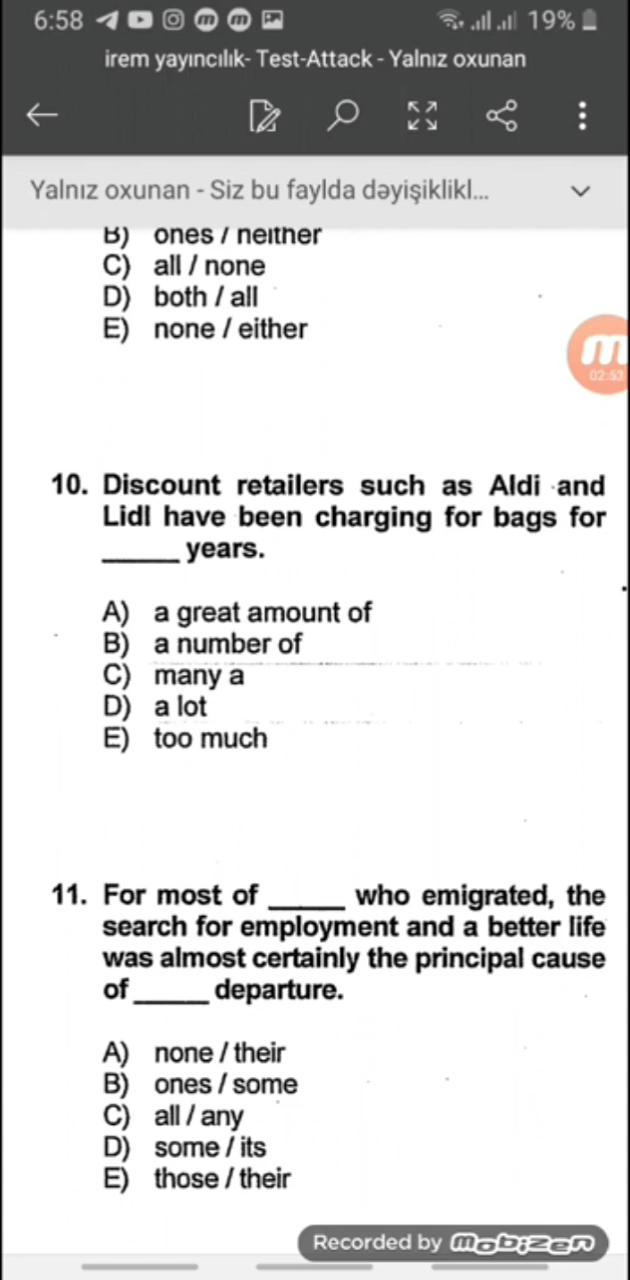 6:58
19%
irem yayıncılık- Test-Attack - Yalnız oxunan
Yalnız oxunan - Siz bu faylda dəyişiklikl...
B) ones / neither
C) all / none
D) both / all
E) none / either
m
02:53
10. Discount retailers such as Aldi and
Lidl have been charging for bags for
_____ years.
A) a great amount of
B) a number of
C) many a
D) a lot
E) too much
11. For most of _____ who emigrated, the
search for employment and a better life
was almost certainly the principal cause
of _____ departure.
A) none / their
B) ones / some
C) all / any
D) some / its
E) those / their
Recorded by mobizen